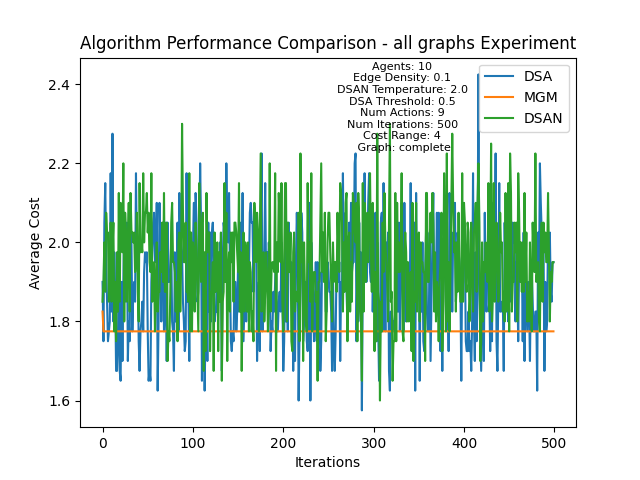 Algorithm Performance Comparison - all graphs Experiment
Agents: 10
Edge Density: 0.1
DSAN Temperature: 2.0
DSA Threshold: 0.5
Num Actions: 9
Num Iterations: 500
Cost Range: 4
Graph: complete
DSA
MGM
DSAN
Average Cost
2.4
2.2
2.0
1.8
1.6
0
100
200
300
400
500
Iterations